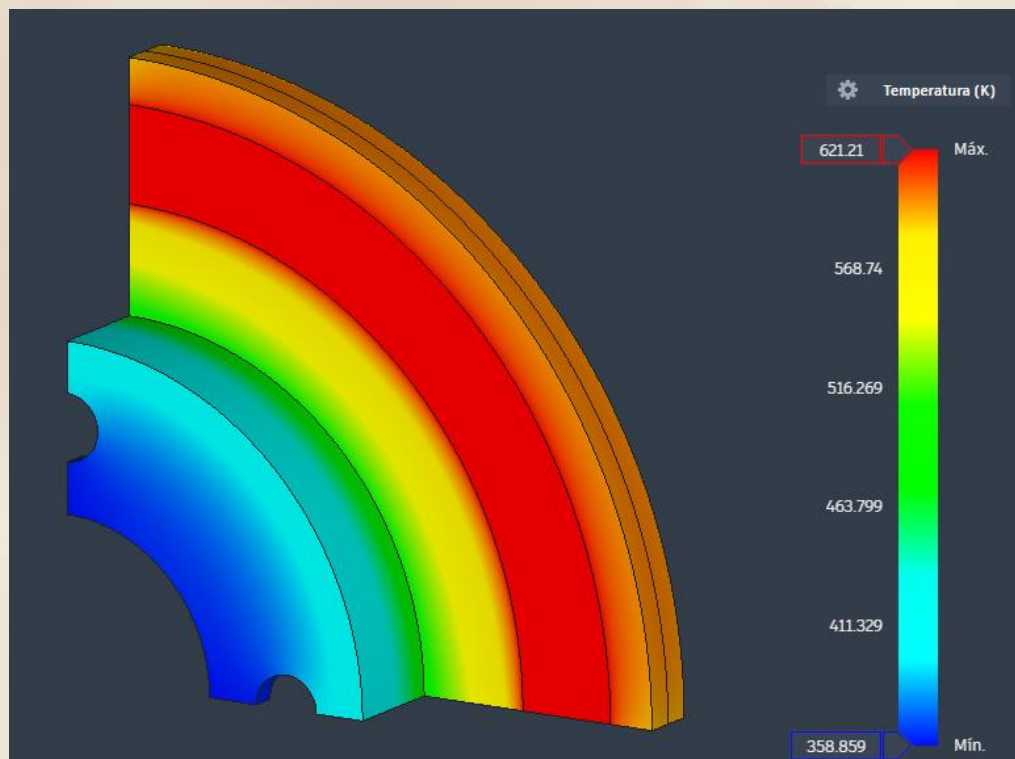 Temperatura (K)
621.21
Máx.
568.74
516.269
463.799
411.329
358.859
Mín.